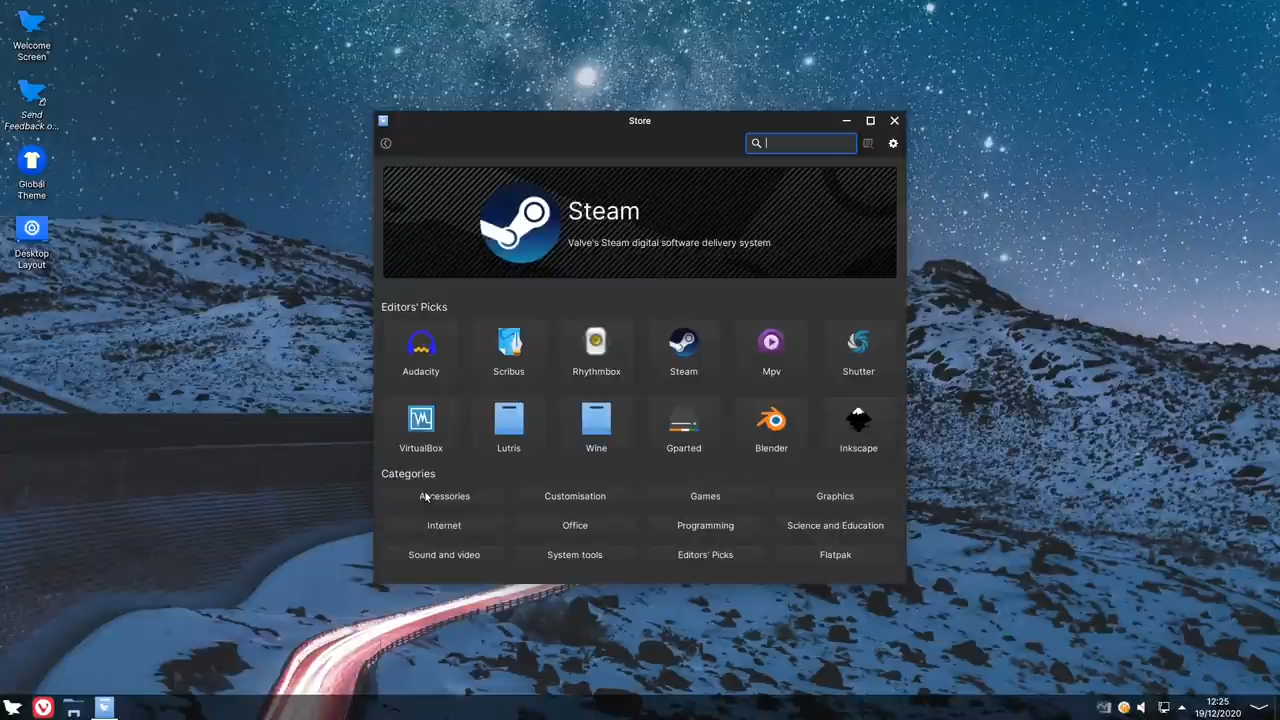 Welcome
Screen
Send
Feedback o...
Global
Theme
Desktop
Layout
Store
Steam
Valve's Steam digital software delivery system
Editors' Picks
Audacity
Scribus
Rhythmbox
Steam
Mpv
Shutter
VirtualBox
Lutris
Wine
Gparted
Blender
Inkscape
Categories
Accessories
Customisation
Games
Graphics
Internet
Office
Programming
Science and Education
Sound and video
System tools
Editors' Picks
Flatpak
12:25
19/12/2020